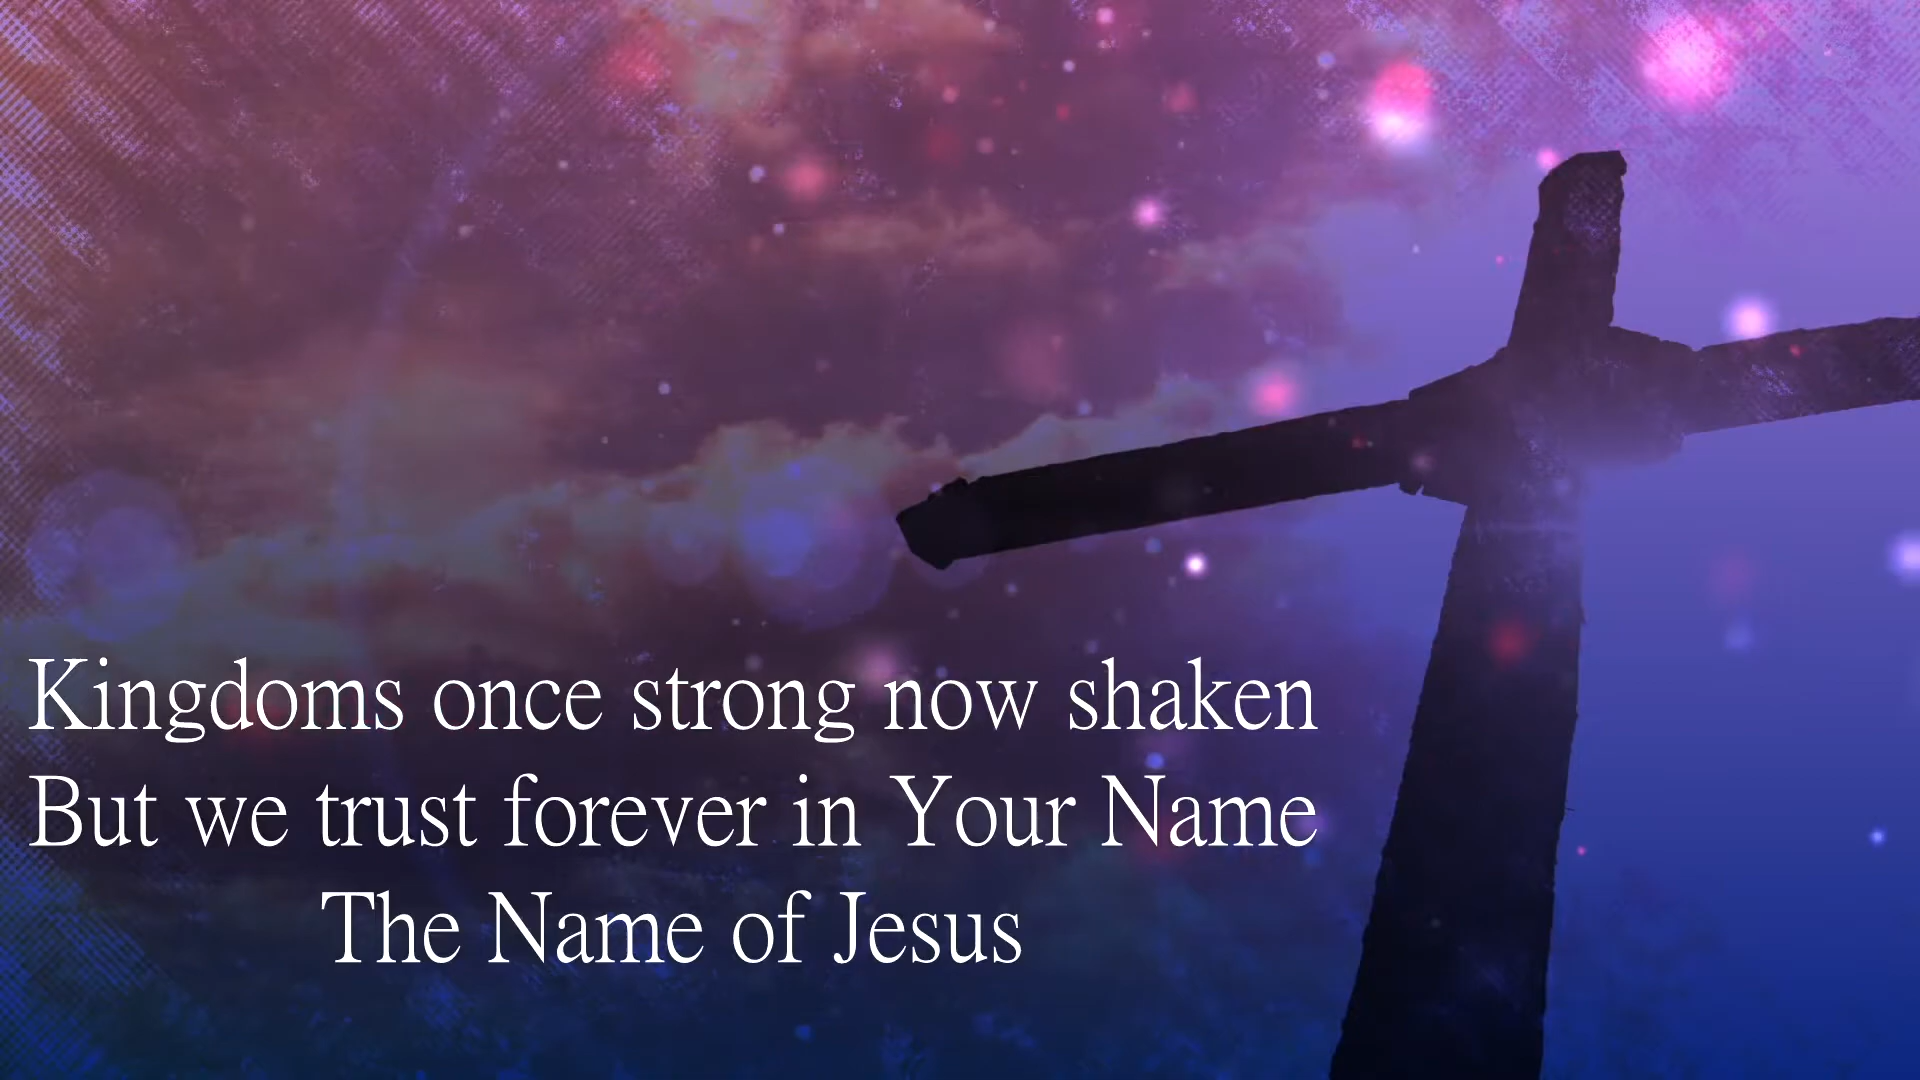 Kingdoms once strong now shaken
But we trust forever in Your Name
The Name of Jesus